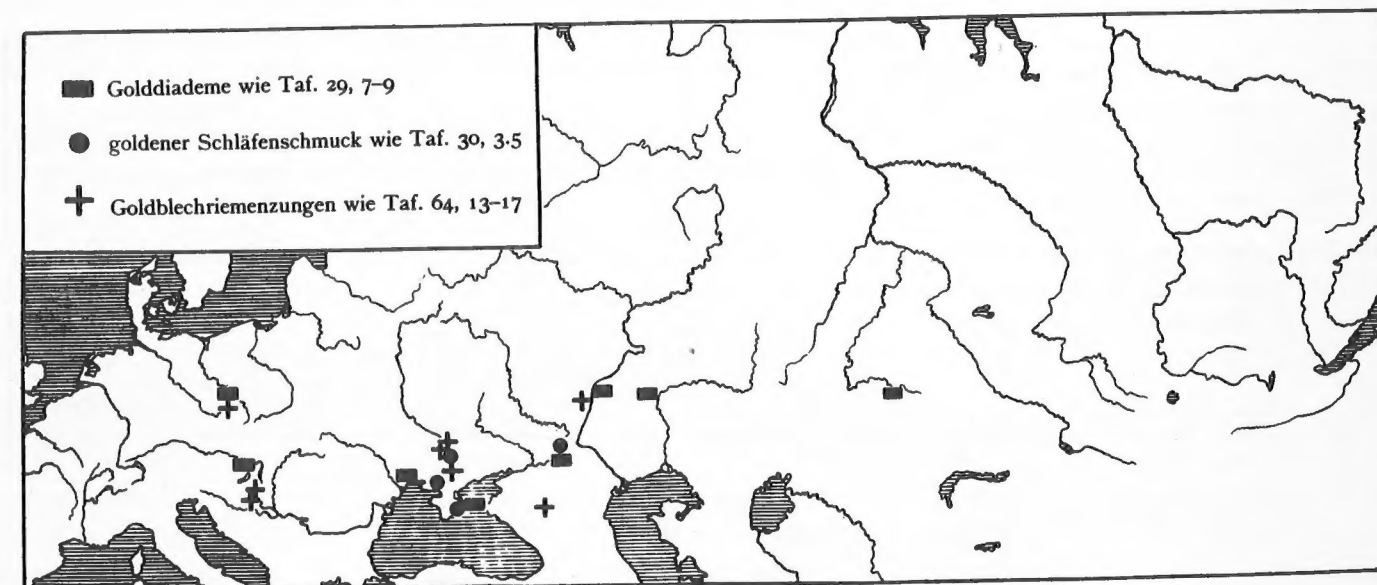 Golddiademe wie Taf. 29, 7–9
goldener Schläfenschmuck wie Taf. 30, 3.5
Goldblechriemenzungen wie Taf. 64, 13–17